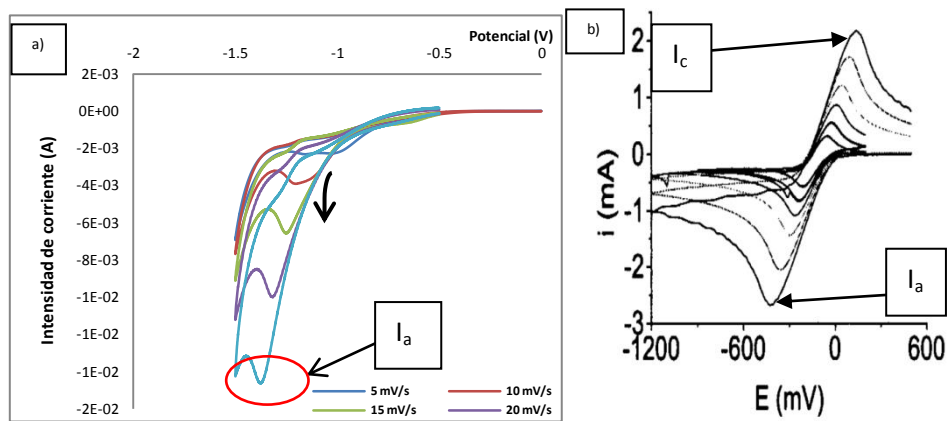 a)
Potencial (V)
-2 -1.5 -1 -0.5 0
2E-03
0E+00
-2E-03
-4E-03
-6E-03
-8E-03
-1E-02
-1E-02
-1E-02
-2E-02
Intensidad de corriente (A)
Ia
5 mV/s 10 mV/s
15 mV/s 20 mV/s
b)
Ic
2
1
0
-1
-2
-3
i (mA)
Ia
-1200 -600 0 600
E (mV)